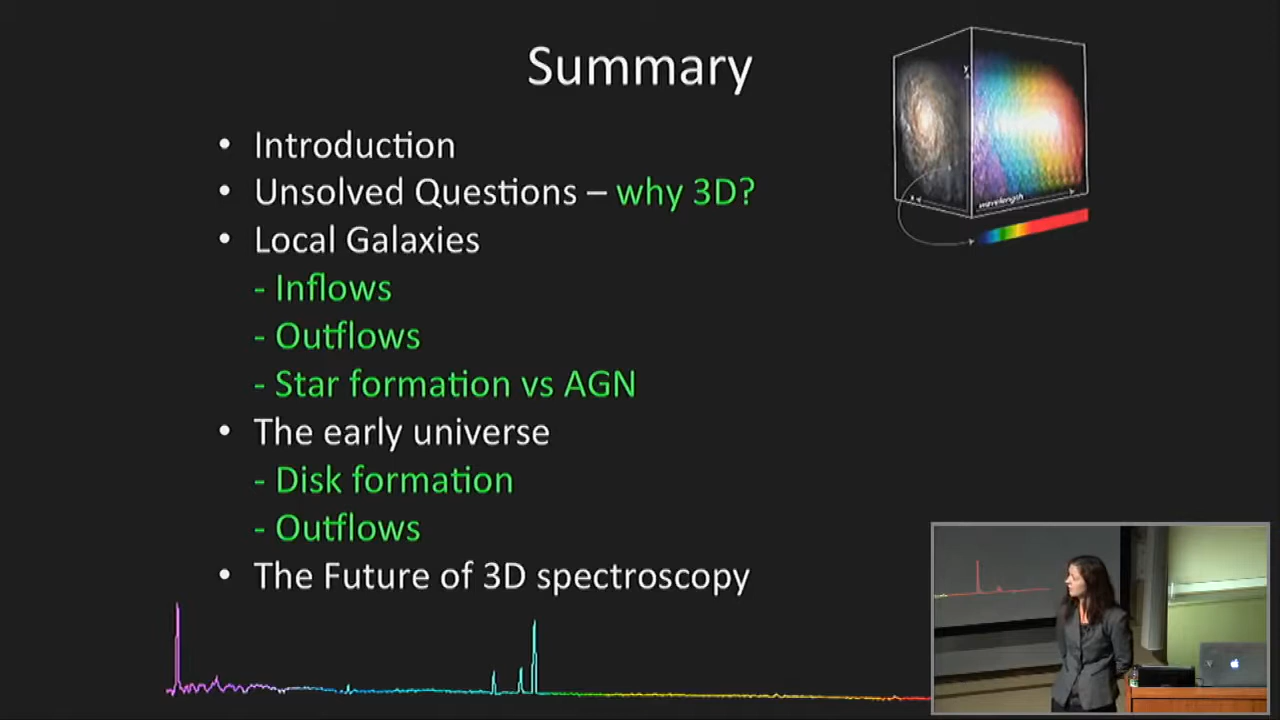 Summary
• Introduction
• Unsolved Questions – why 3D?
• Local Galaxies
- Inflows
- Outflows
- Star formation vs AGN
• The early universe
- Disk formation
- Outflows
• The Future of 3D spectroscopy
y
x
wavelength